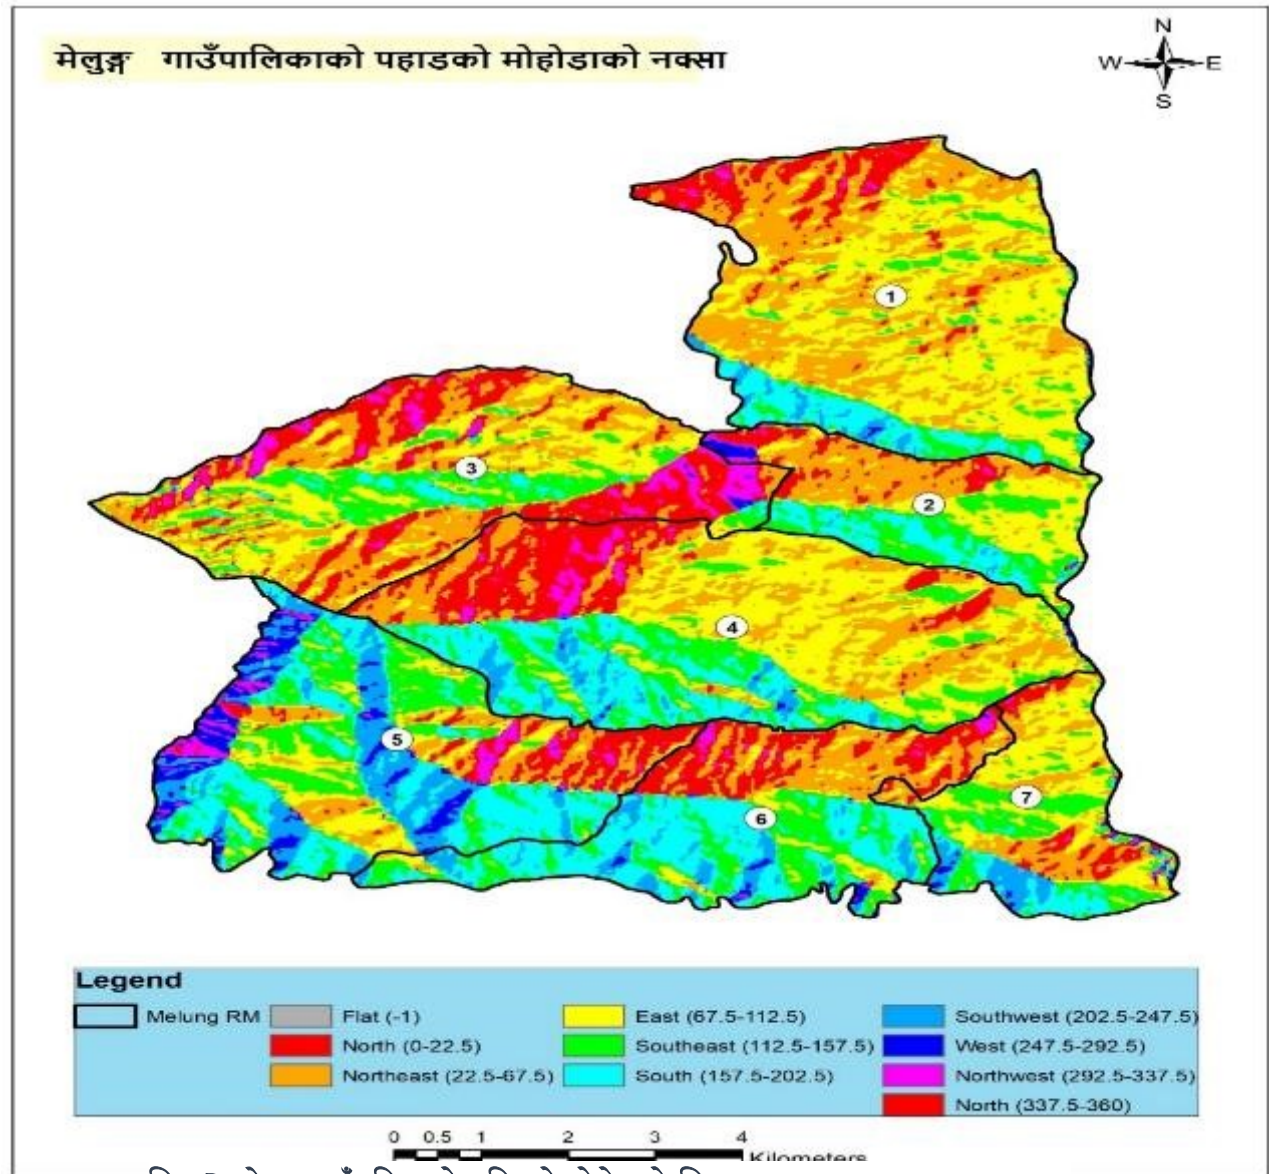 मेलुङ्ग गाउँपालिकाको पहाडको मोहोडाको नक्सा
N
W E
S
1
2
3
4
5
6
7
Legend
Melung RM
Flat (-1)
North (0-22.5)
Northeast (22.5-67.5)
East (67.5-112.5)
Southeast (112.5-157.5)
South (157.5-202.5)
Southwest (202.5-247.5)
West (247.5-292.5)
Northwest (292.5-337.5)
North (337.5-360)
0 0.5 1 2 3 4
Kilometers